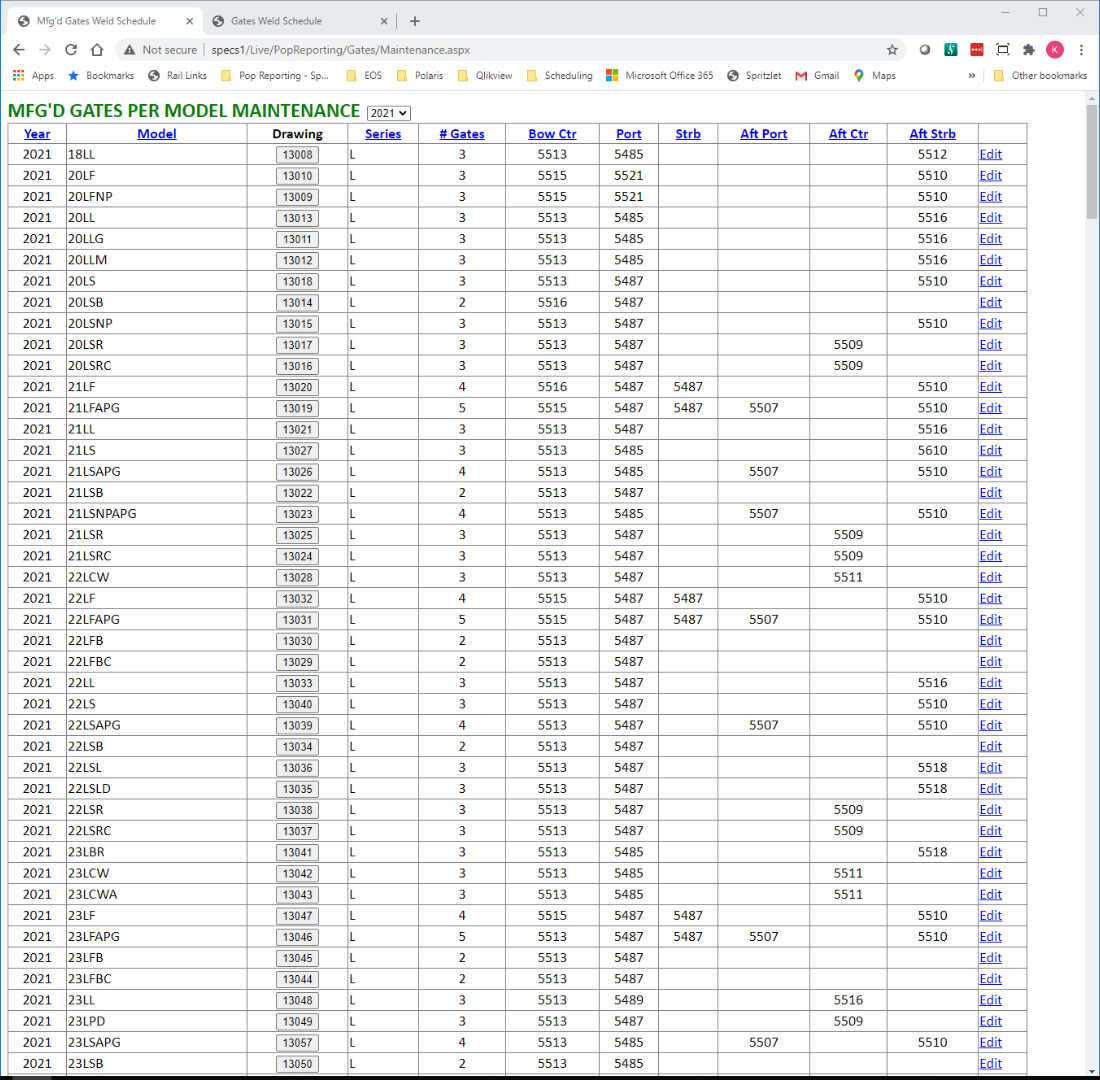 Mfg'd Gates Weld Schedule Gates Weld Schedule
Not secure specs1/Live/PopReporting/Gates/Maintenance.aspx K
Apps Bookmarks Rail Links Pop Reporting - Sp... EOS Polaris Qlikview Scheduling Microsoft Office 365 Spritzlet Gmail Maps » Other bookmarks
MFG'D GATES PER MODEL MAINTENANCE 2021
Year Model Drawing Series # Gates Bow Ctr Port Strb Aft Port Aft Ctr Aft Strb
2021 18LL 13008 L 3 5513 5485 5512 Edit
2021 20LF 13010 L 3 5515 5521 5510 Edit
2021 20LFNP 13009 L 3 5515 5521 5510 Edit
2021 20LL 13013 L 3 5513 5485 5516 Edit
2021 20LLG 13011 L 3 5513 5485 5516 Edit
2021 20LLM 13012 L 3 5513 5485 5516 Edit
2021 20LS 13018 L 3 5513 5487 5510 Edit
2021 20LSB 13014 L 2 5516 5487 Edit
2021 20LSNP 13015 L 3 5513 5487 5510 Edit
2021 20LSR 13017 L 3 5513 5487 5509 Edit
2021 20LSRC 13016 L 3 5513 5487 5509 Edit
2021 21LF 13020 L 4 5516 5487 5487 5510 Edit
2021 21LFAPG 13019 L 5 5515 5487 5487 5507 5510 Edit
2021 21LL 13021 L 3 5513 5487 5516 Edit
2021 21LS 13027 L 3 5513 5485 5610 Edit
2021 21LSAPG 13026 L 4 5513 5485 5507 5510 Edit
2021 21LSB 13022 L 2 5513 5487 Edit
2021 21LSNPAPG 13023 L 4 5513 5485 5507 5510 Edit
2021 21LSR 13025 L 3 5513 5487 5509 Edit
2021 21LSRC 13024 L 3 5513 5487 5509 Edit
2021 22LCW 13028 L 3 5513 5487 5511 Edit
2021 22LF 13032 L 4 5515 5487 5487 5510 Edit
2021 22LFAPG 13031 L 5 5515 5487 5487 5507 5510 Edit
2021 22LFB 13030 L 2 5513 5487 Edit
2021 22LFBC 13029 L 2 5513 5487 Edit
2021 22LL 13033 L 3 5513 5487 5516 Edit
2021 22LS 13040 L 3 5513 5487 5510 Edit
2021 22LSAPG 13039 L 4 5513 5487 5507 5510 Edit
2021 22LSB 13034 L 2 5513 5487 Edit
2021 22LSL 13036 L 3 5513 5487 5518 Edit
2021 22LSLD 13035 L 3 5513 5487 5518 Edit
2021 22LSR 13038 L 3 5513 5487 5509 Edit
2021 22LSRC 13037 L 3 5513 5487 5509 Edit
2021 23LBR 13041 L 3 5513 5485 5518 Edit
2021 23LCW 13042 L 3 5513 5485 5511 Edit
2021 23LCWA 13043 L 3 5513 5485 5511 Edit
2021 23LF 13047 L 4 5515 5487 5487 5510 Edit
2021 23LFAPG 13046 L 5 5513 5487 5487 5507 5510 Edit
2021 23LFB 13045 L 2 5513 5487 Edit
2021 23LFBC 13044 L 2 5513 5487 Edit
2021 23LL 13048 L 3 5513 5489 5516 Edit
2021 23LPD 13049 L 3 5513 5487 5509 Edit
2021 23LSAPG 13057 L 4 5513 5485 5507 5510 Edit
2021 23LSB 13050 L 2 5513 5485 Edit